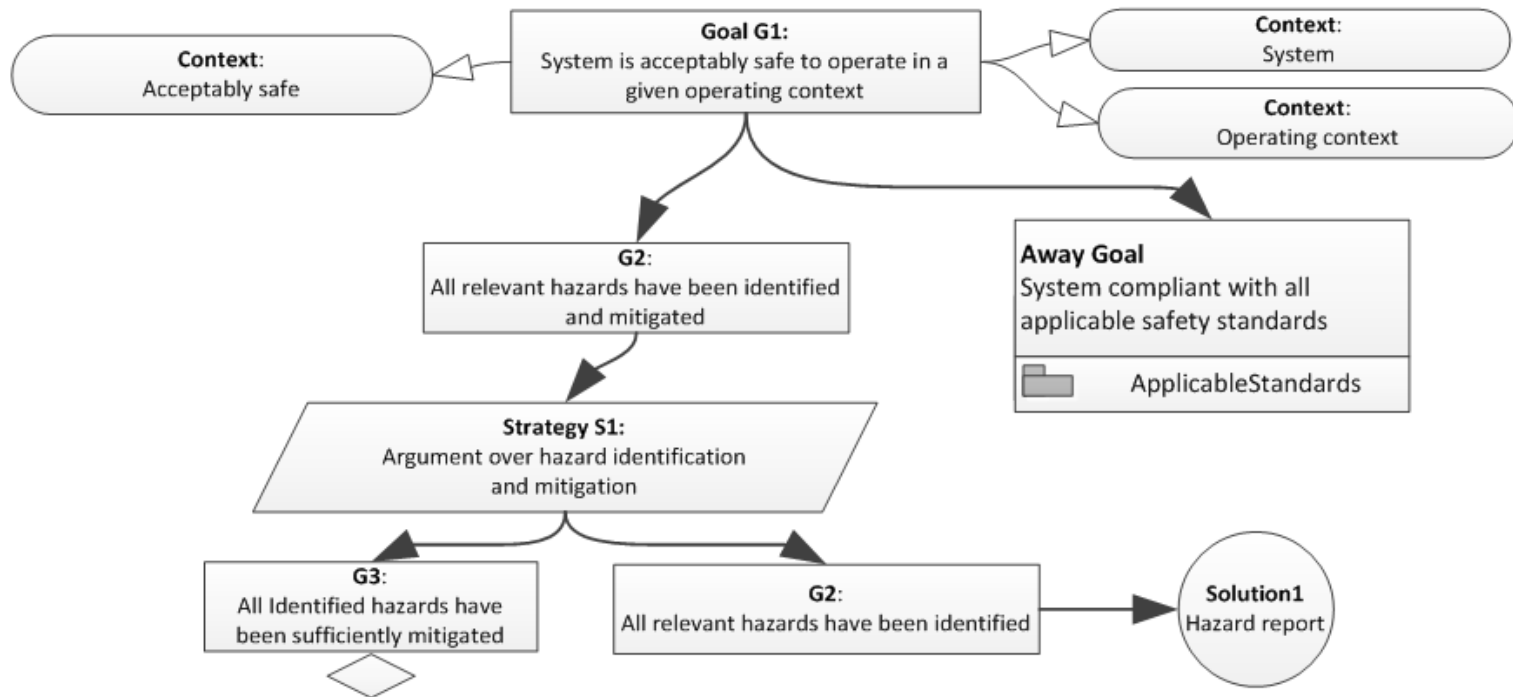 Goal G1:
System is acceptably safe to operate in a
given operating context
Context:
Acceptably safe
Context:
System
Context:
Operating context
G2:
All relevant hazards have been identified
and mitigated
Away Goal
System compliant with all
applicable safety standards
ApplicableStandards
Strategy S1:
Argument over hazard identification
and mitigation
G3:
All Identified hazards have
been sufficiently mitigated
G2:
All relevant hazards have been identified
Solution1
Hazard report